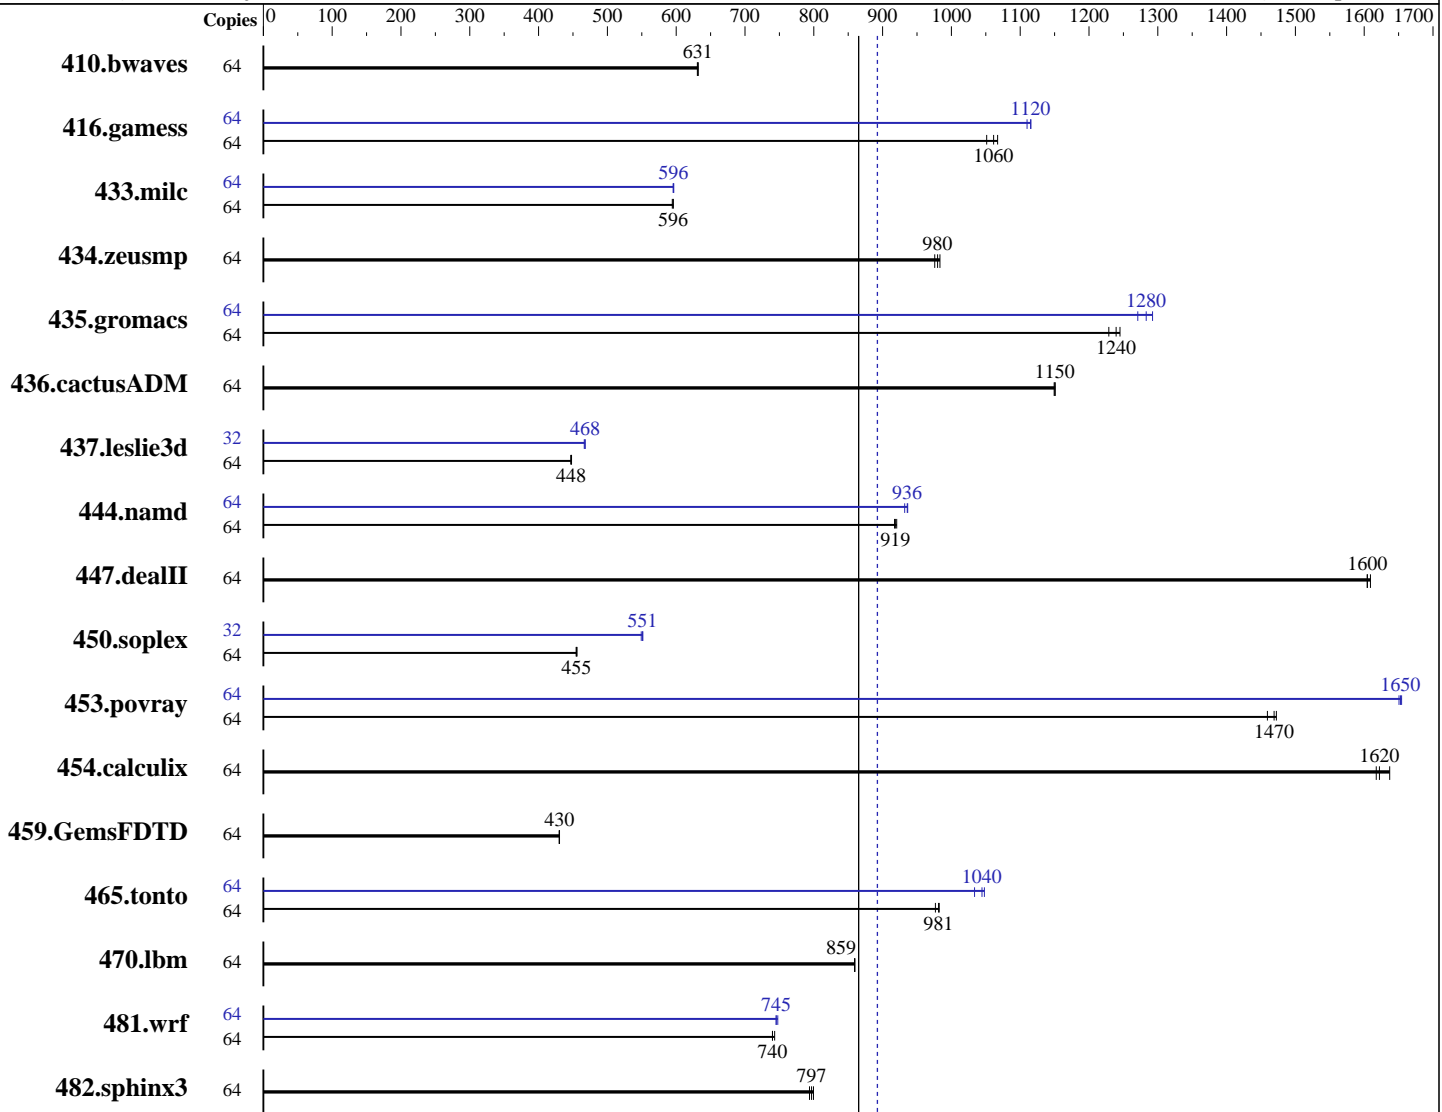 Copies 0 100 200 300 400 500 600 700 800 900 1000 1100 1200 1300 1400 1500 1600 1700
410.bwaves 64 631
416.gamess 64 1120
64 1060
433.milc 64 596
64 596
434.zeusmp 64 980
435.gromacs 64 1280
64 1240
436.cactusADM 64 1150
437.leslie3d 32 468
64 448
444.namd 64 936
64 919
447.dealII 64 1600
450.soplex 32 551
64 455
453.povray 64 1650
64 1470
454.calculix 64 1620
459.GemsFDTD 64 430
465.tonto 64 1040
64 981
470.lbm 64 859
481.wrf 64 745
64 740
482.sphinx3 64 797